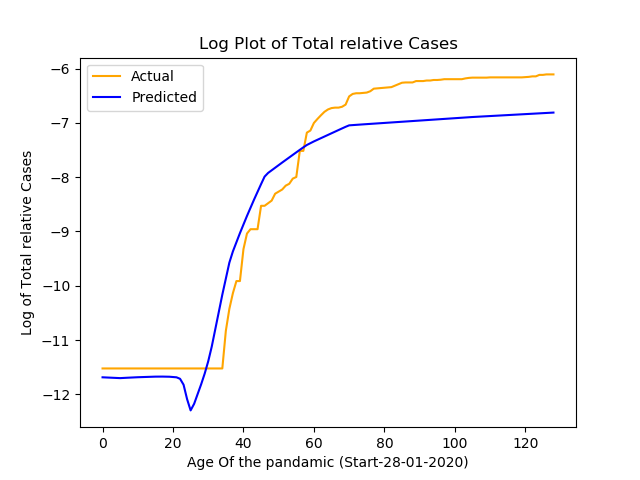 Log Plot of Total relative Cases
Actual
Predicted
−6
−7
−8
−9
−10
−11
−12
Log of Total relative Cases
0 20 40 60 80 100 120
Age Of the pandamic (Start-28-01-2020)